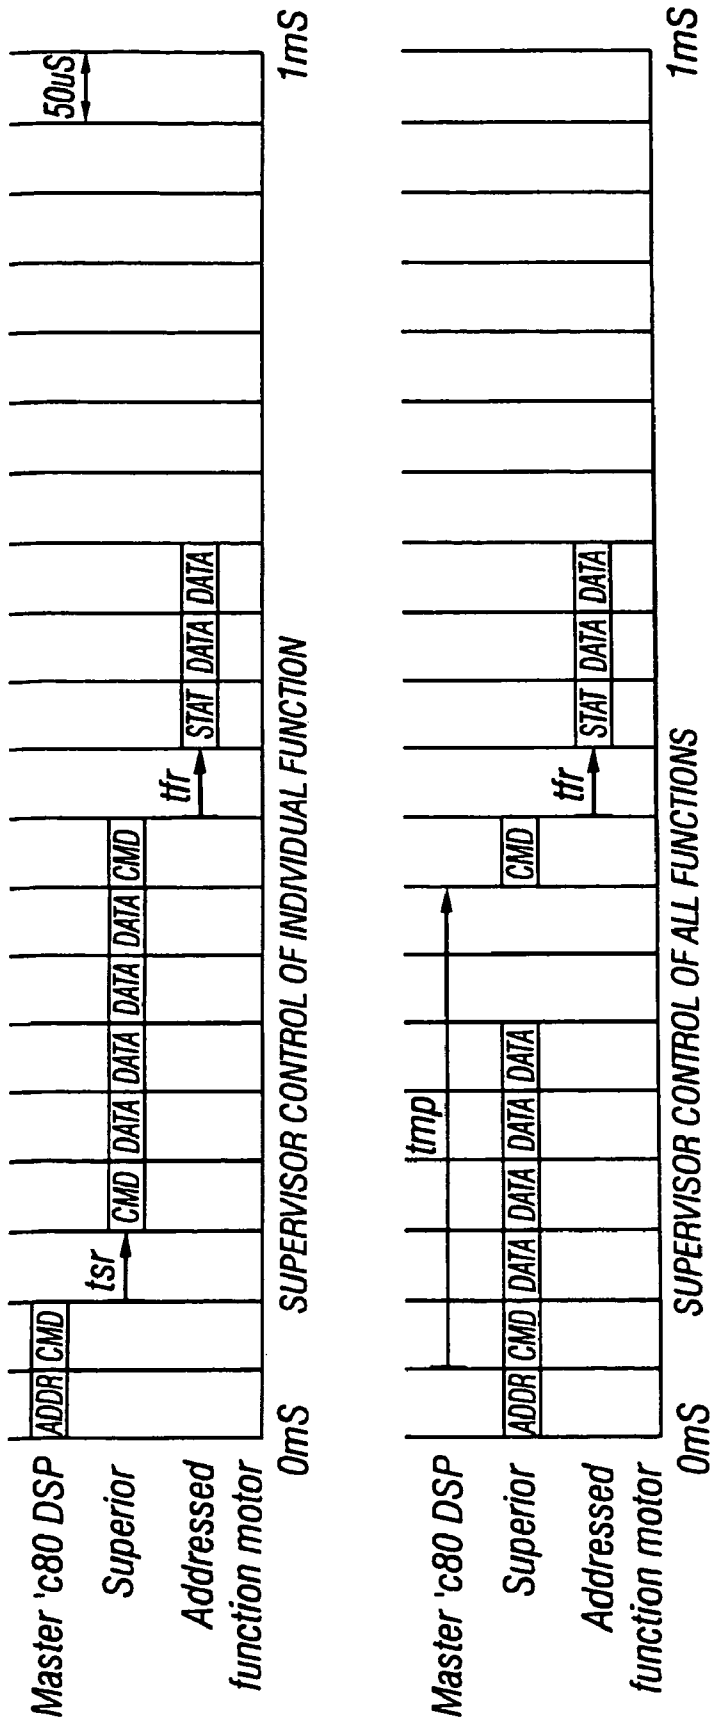 Master 'c80 DSP
ADDR CMD
50uS
Superior
tsr
CMD DATA DATA DATA DATA CMD
Addressed
function motor
tfr
STAT DATA DATA
0mS
1mS
SUPERVISOR CONTROL OF INDIVIDUAL FUNCTION
Master 'c80 DSP
tmp
Superior
ADDR CMD DATA DATA DATA DATA
CMD
Addressed
function motor
tfr
STAT DATA DATA
0mS
1mS
SUPERVISOR CONTROL OF ALL FUNCTIONS